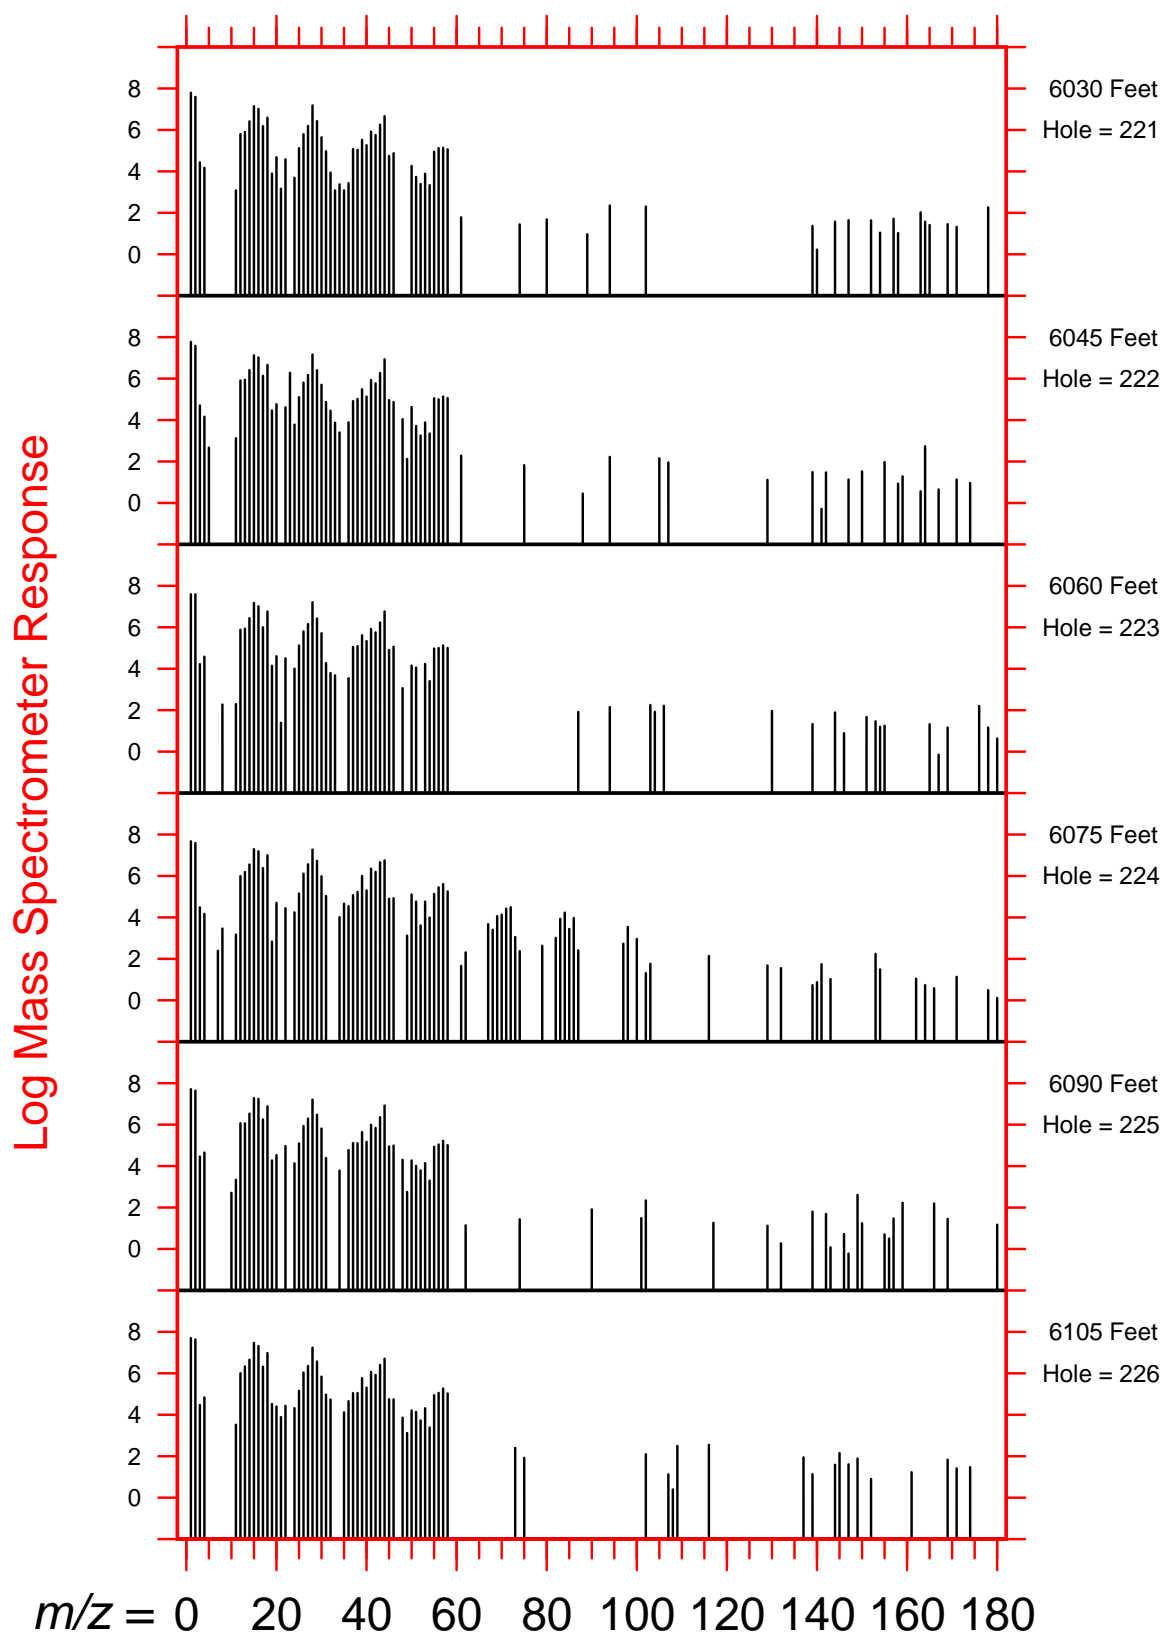 Log Mass Spectrometer Response
8
6
4
2
0
6030 Feet
Hole = 221
8
6
4
2
0
6045 Feet
Hole = 222
8
6
4
2
0
6060 Feet
Hole = 223
8
6
4
2
0
6075 Feet
Hole = 224
8
6
4
2
0
6090 Feet
Hole = 225
8
6
4
2
0
6105 Feet
Hole = 226
m/z = 0 20 40 60 80 100 120 140 160 180